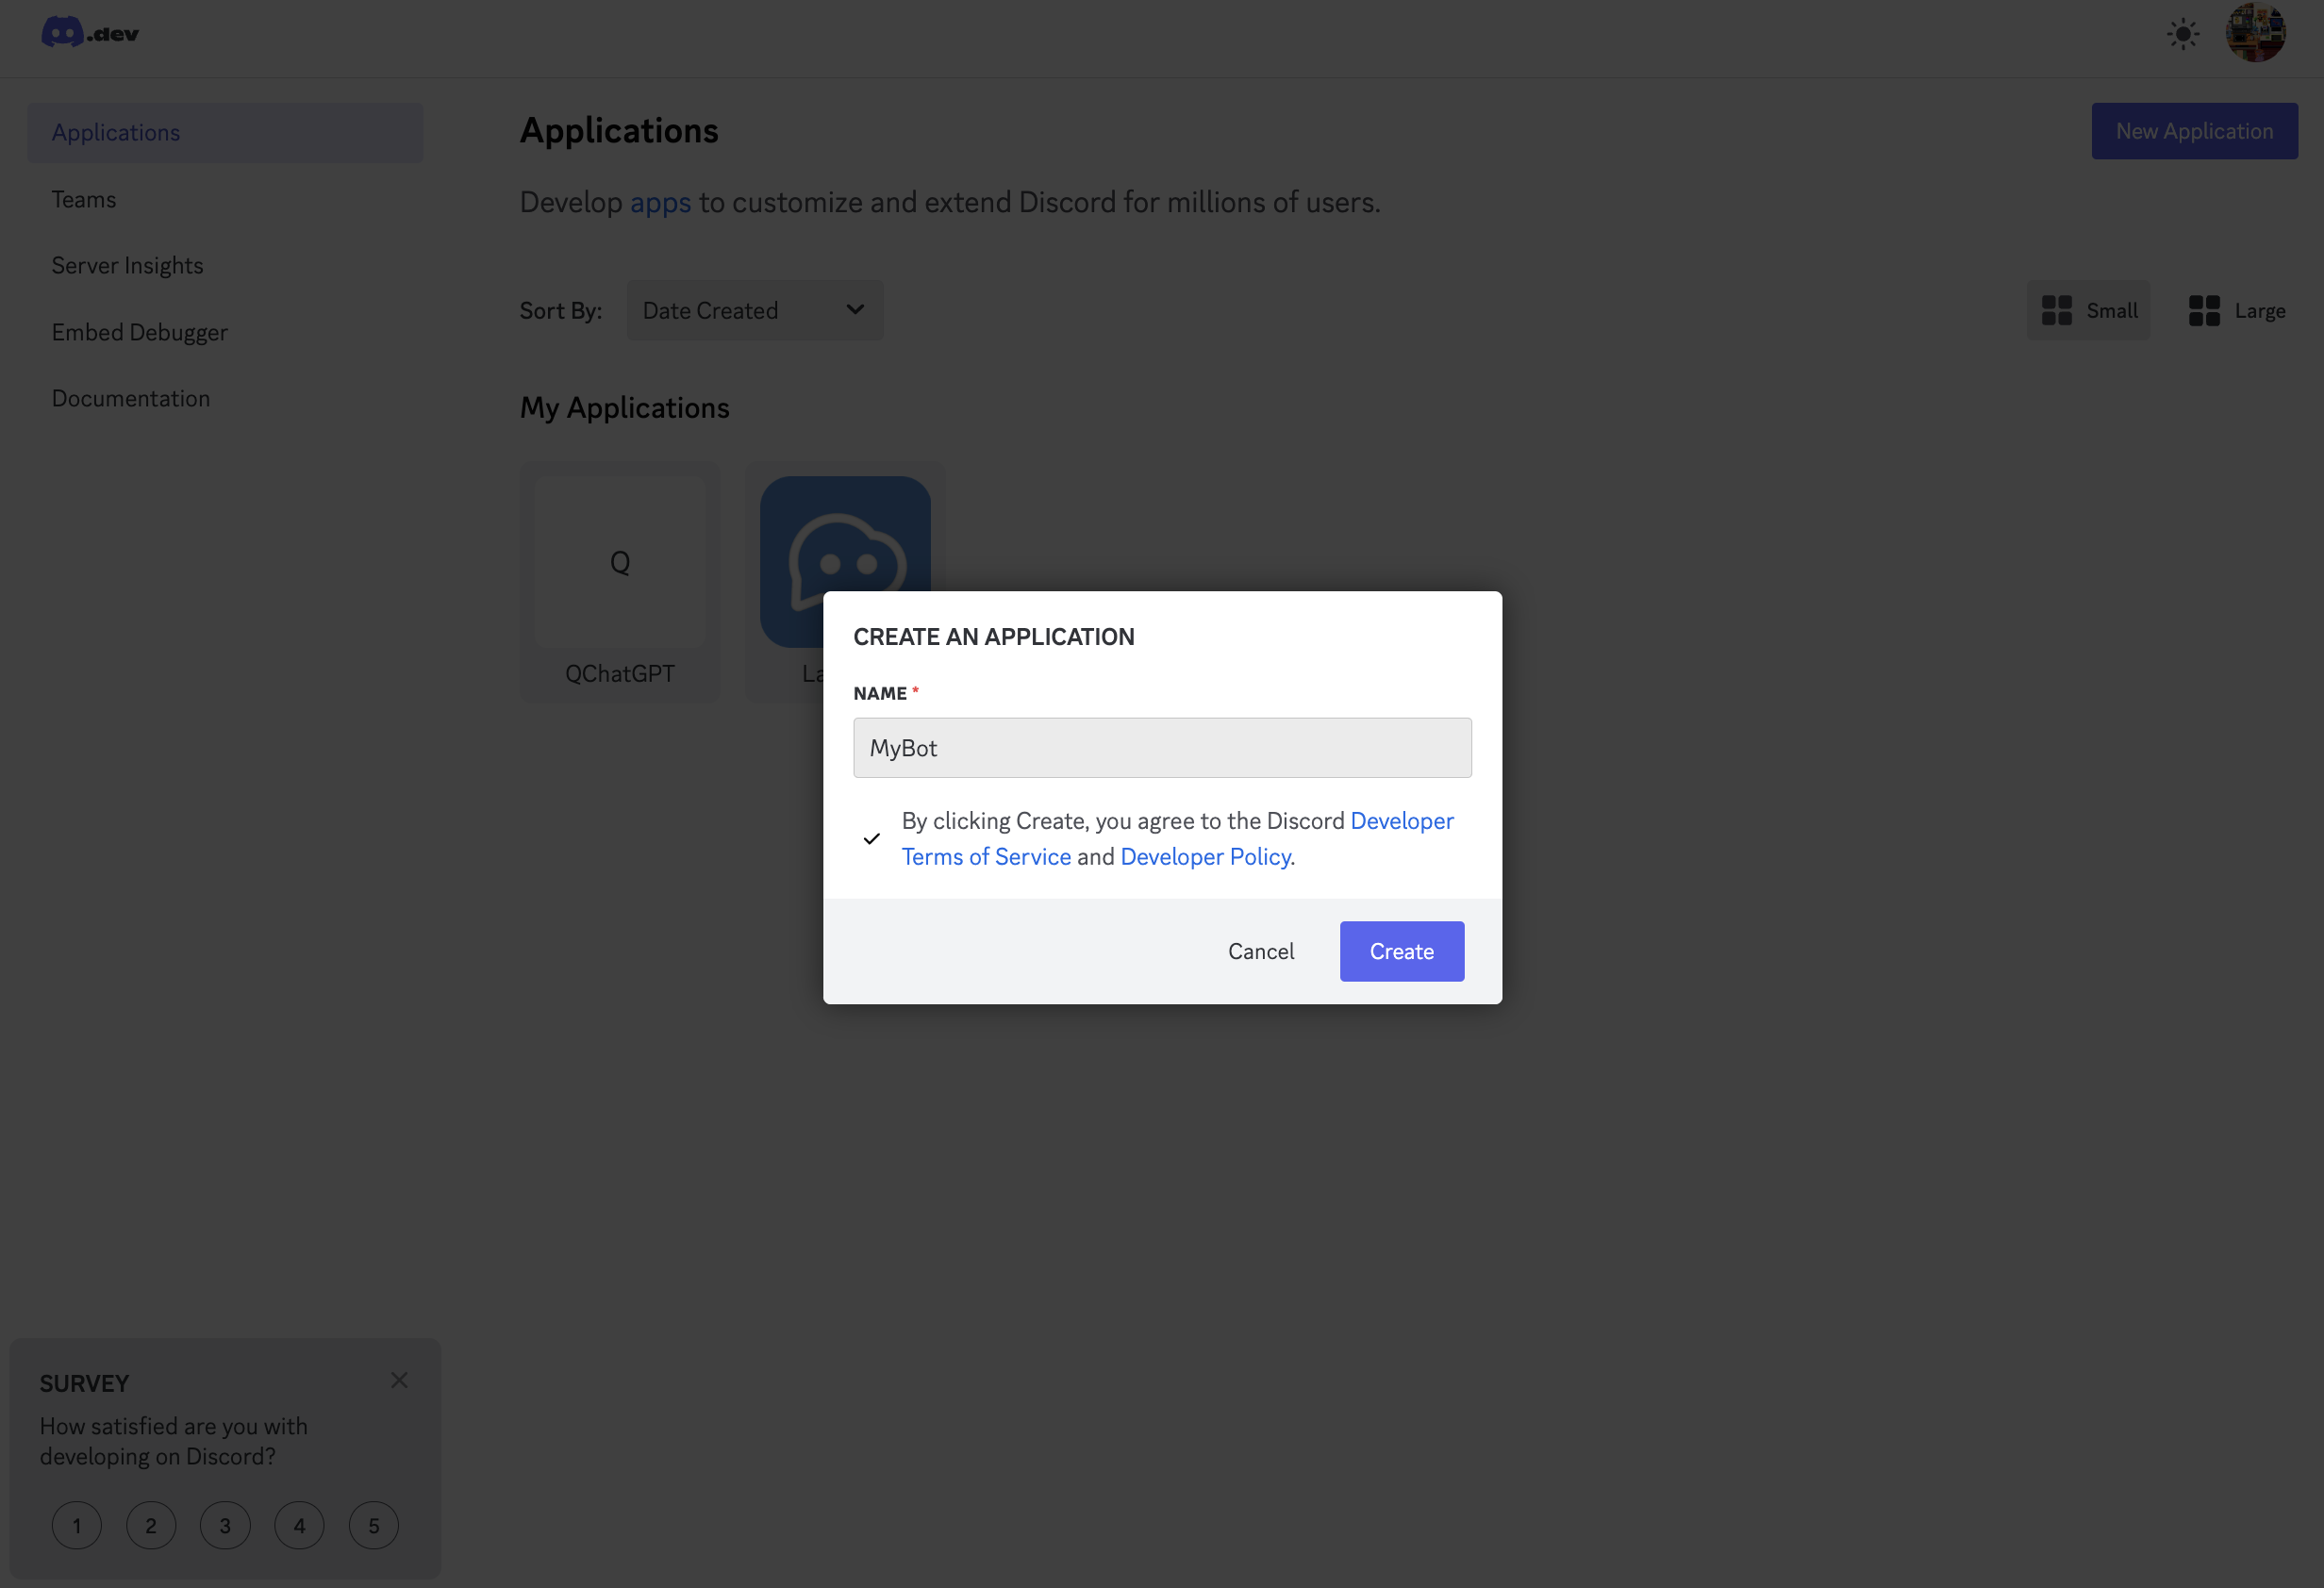 .dev
Applications
Teams
Server Insights
Embed Debugger
Documentation
Applications
New Application
Develop apps to customize and extend Discord for millions of users.
Sort By:
Date Created
Small
Large
My Applications
Q
QChatGPT
CREATE AN APPLICATION
NAME *
MyBot
By clicking Create, you agree to the Discord Developer
Terms of Service and Developer Policy.
Cancel
Create
SURVEY
How satisfied are you with
developing on Discord?
1 2 3 4 5